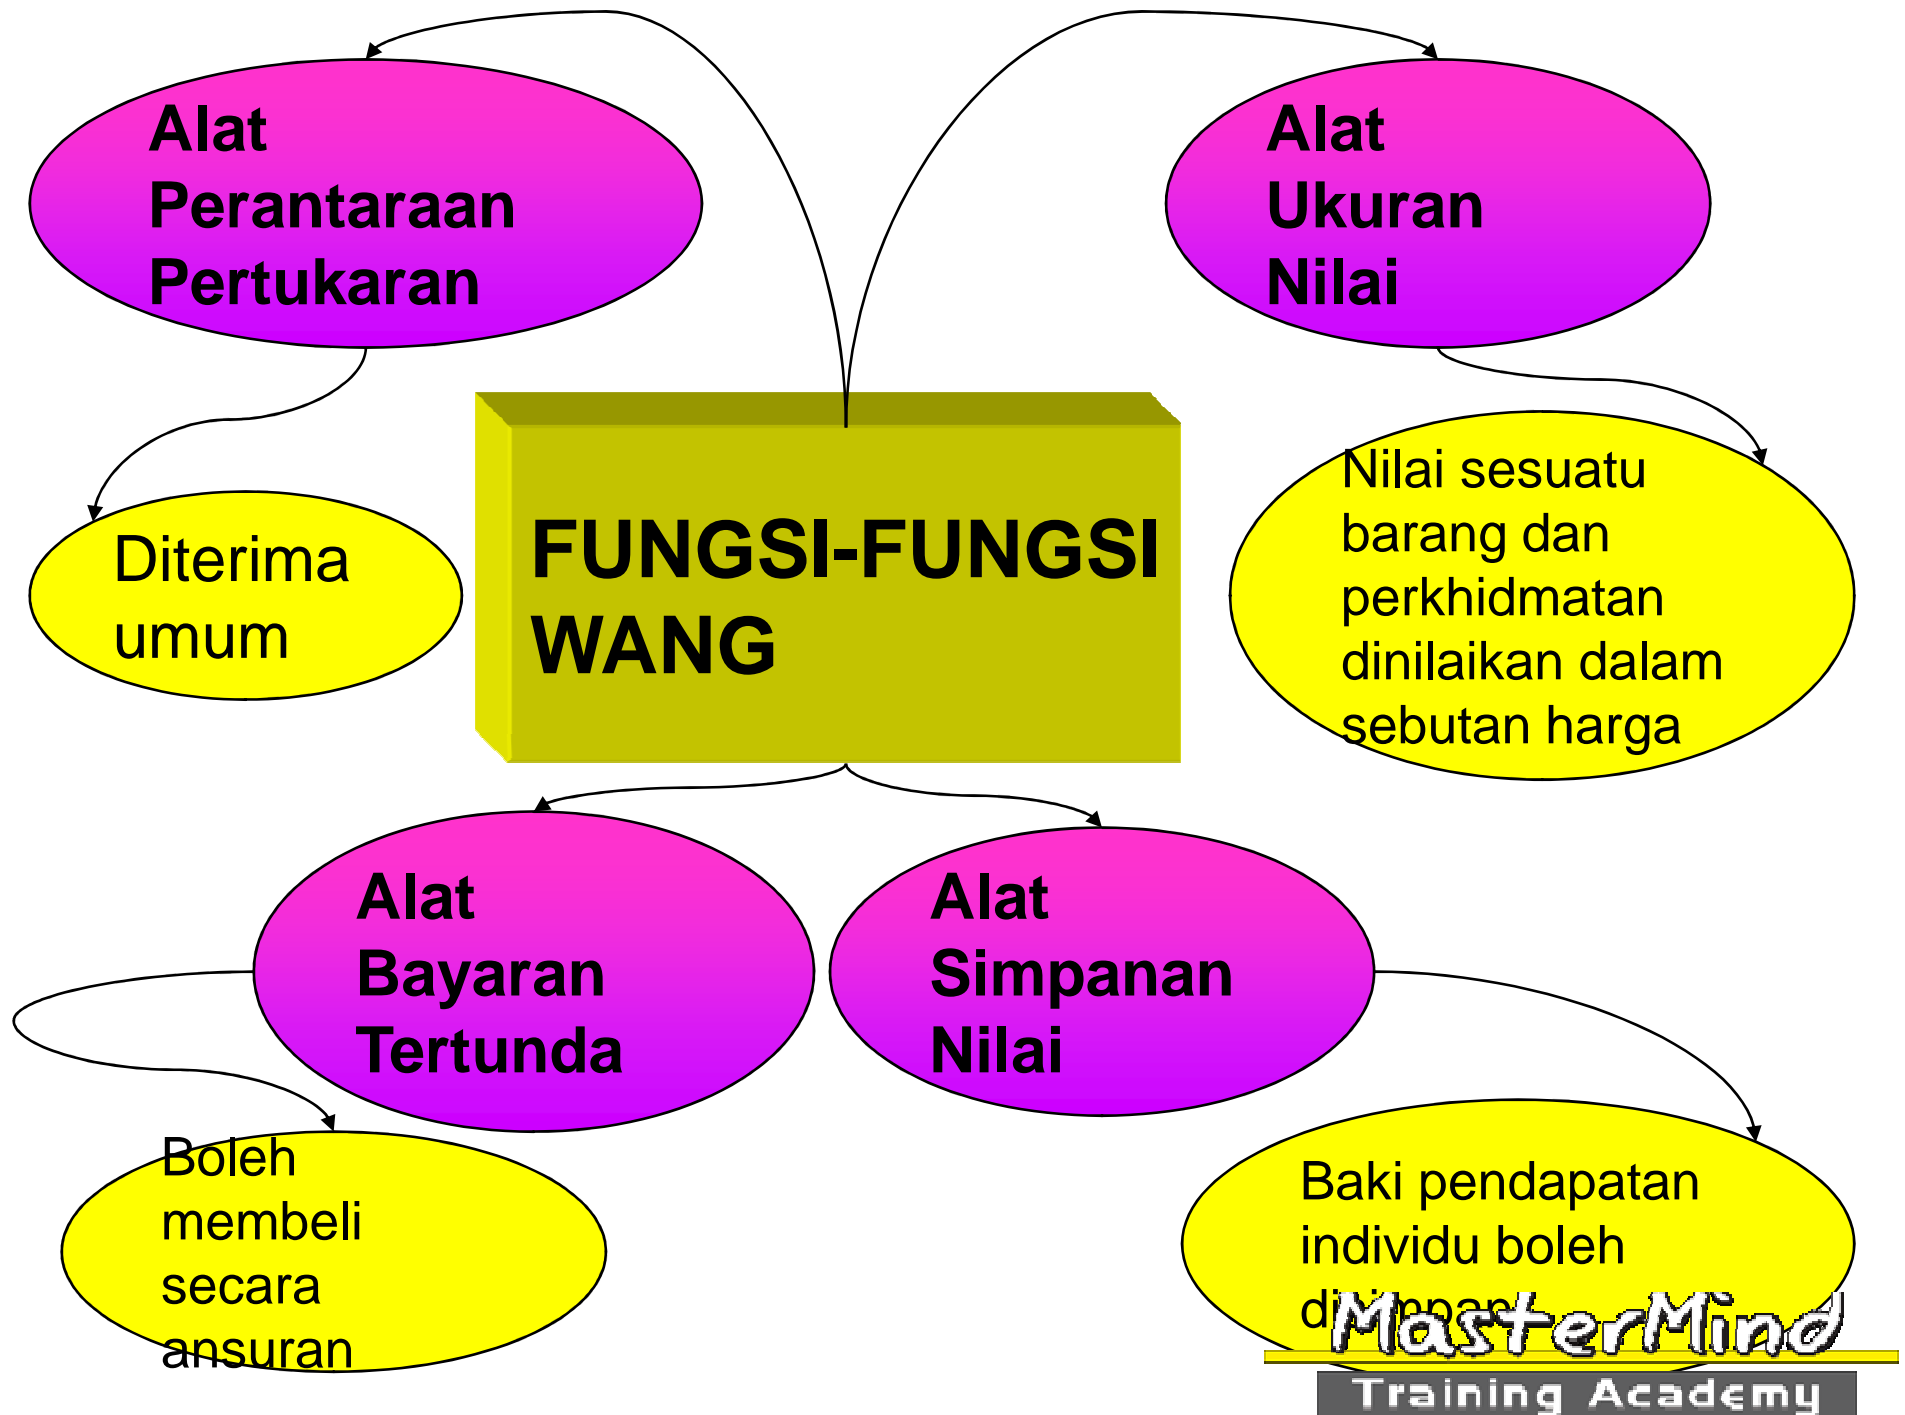 Alat
Perantaraan
Pertukaran
Alat
Ukuran
Nilai
Diterima
umum
FUNGSI-FUNGSI
WANG
Nilai sesuatu
barang dan
perkhidmatan
dinilaikan dalam
sebutan harga
Alat
Bayaran
Tertunda
Alat
Simpanan
Nilai
Boleh
membeli
secara
ansuran
Baki pendapatan
individu boleh
disimpan
MasterMind
Training Academy